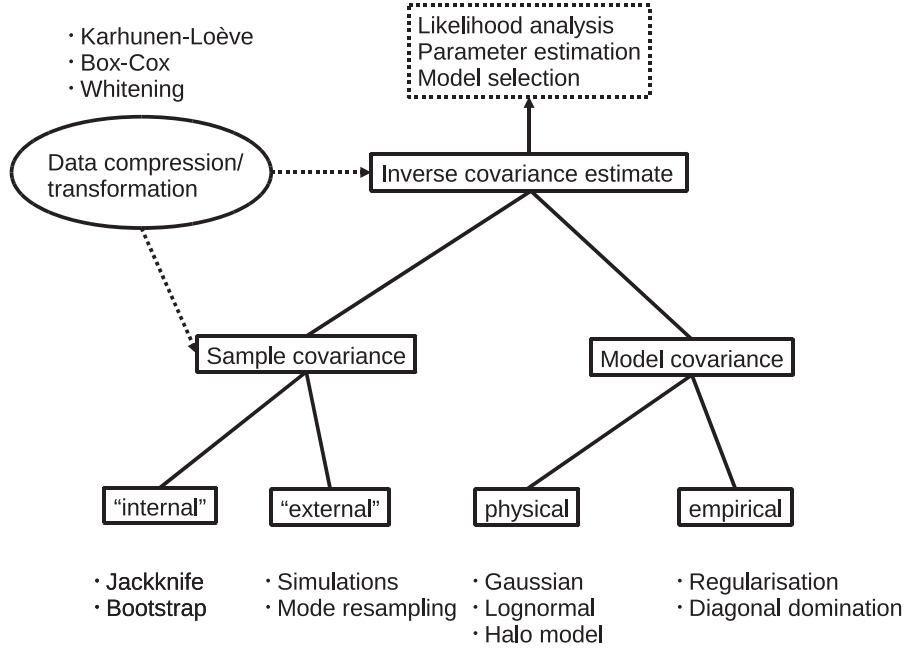 · Karhunen-Loève
· Box-Cox
· Whitening
Likelihood analysis
Parameter estimation
Model selection
Data compression/
transformation
Inverse covariance estimate
Sample covariance
Model covariance
“internal”
“external”
physical
empirical
· Jackknife
· Bootstrap
· Simulations
· Mode resampling
· Gaussian
· Lognormal
· Halo model
· Regularisation
· Diagonal domination